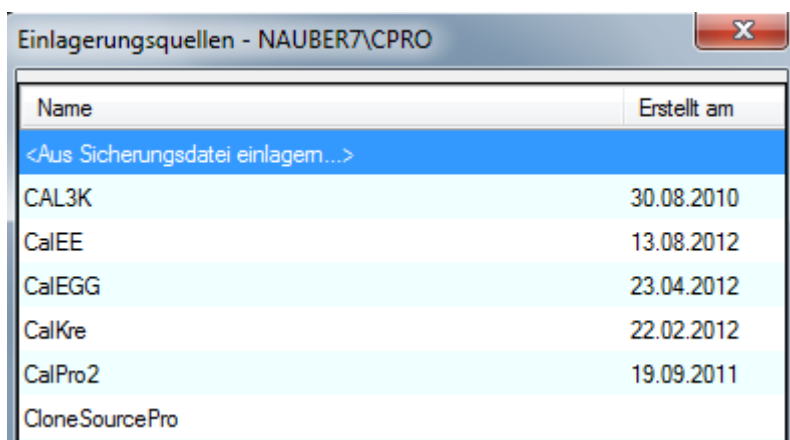 Einlagerungsquellen - NAUBER7\CPRO
Name Erstellt am
<Aus Sicherungsdatei einlagern...>
CAL3K 30.08.2010
CalEE 13.08.2012
CalEGG 23.04.2012
CalKre 22.02.2012
CalPro2 19.09.2011
CloneSourcePro